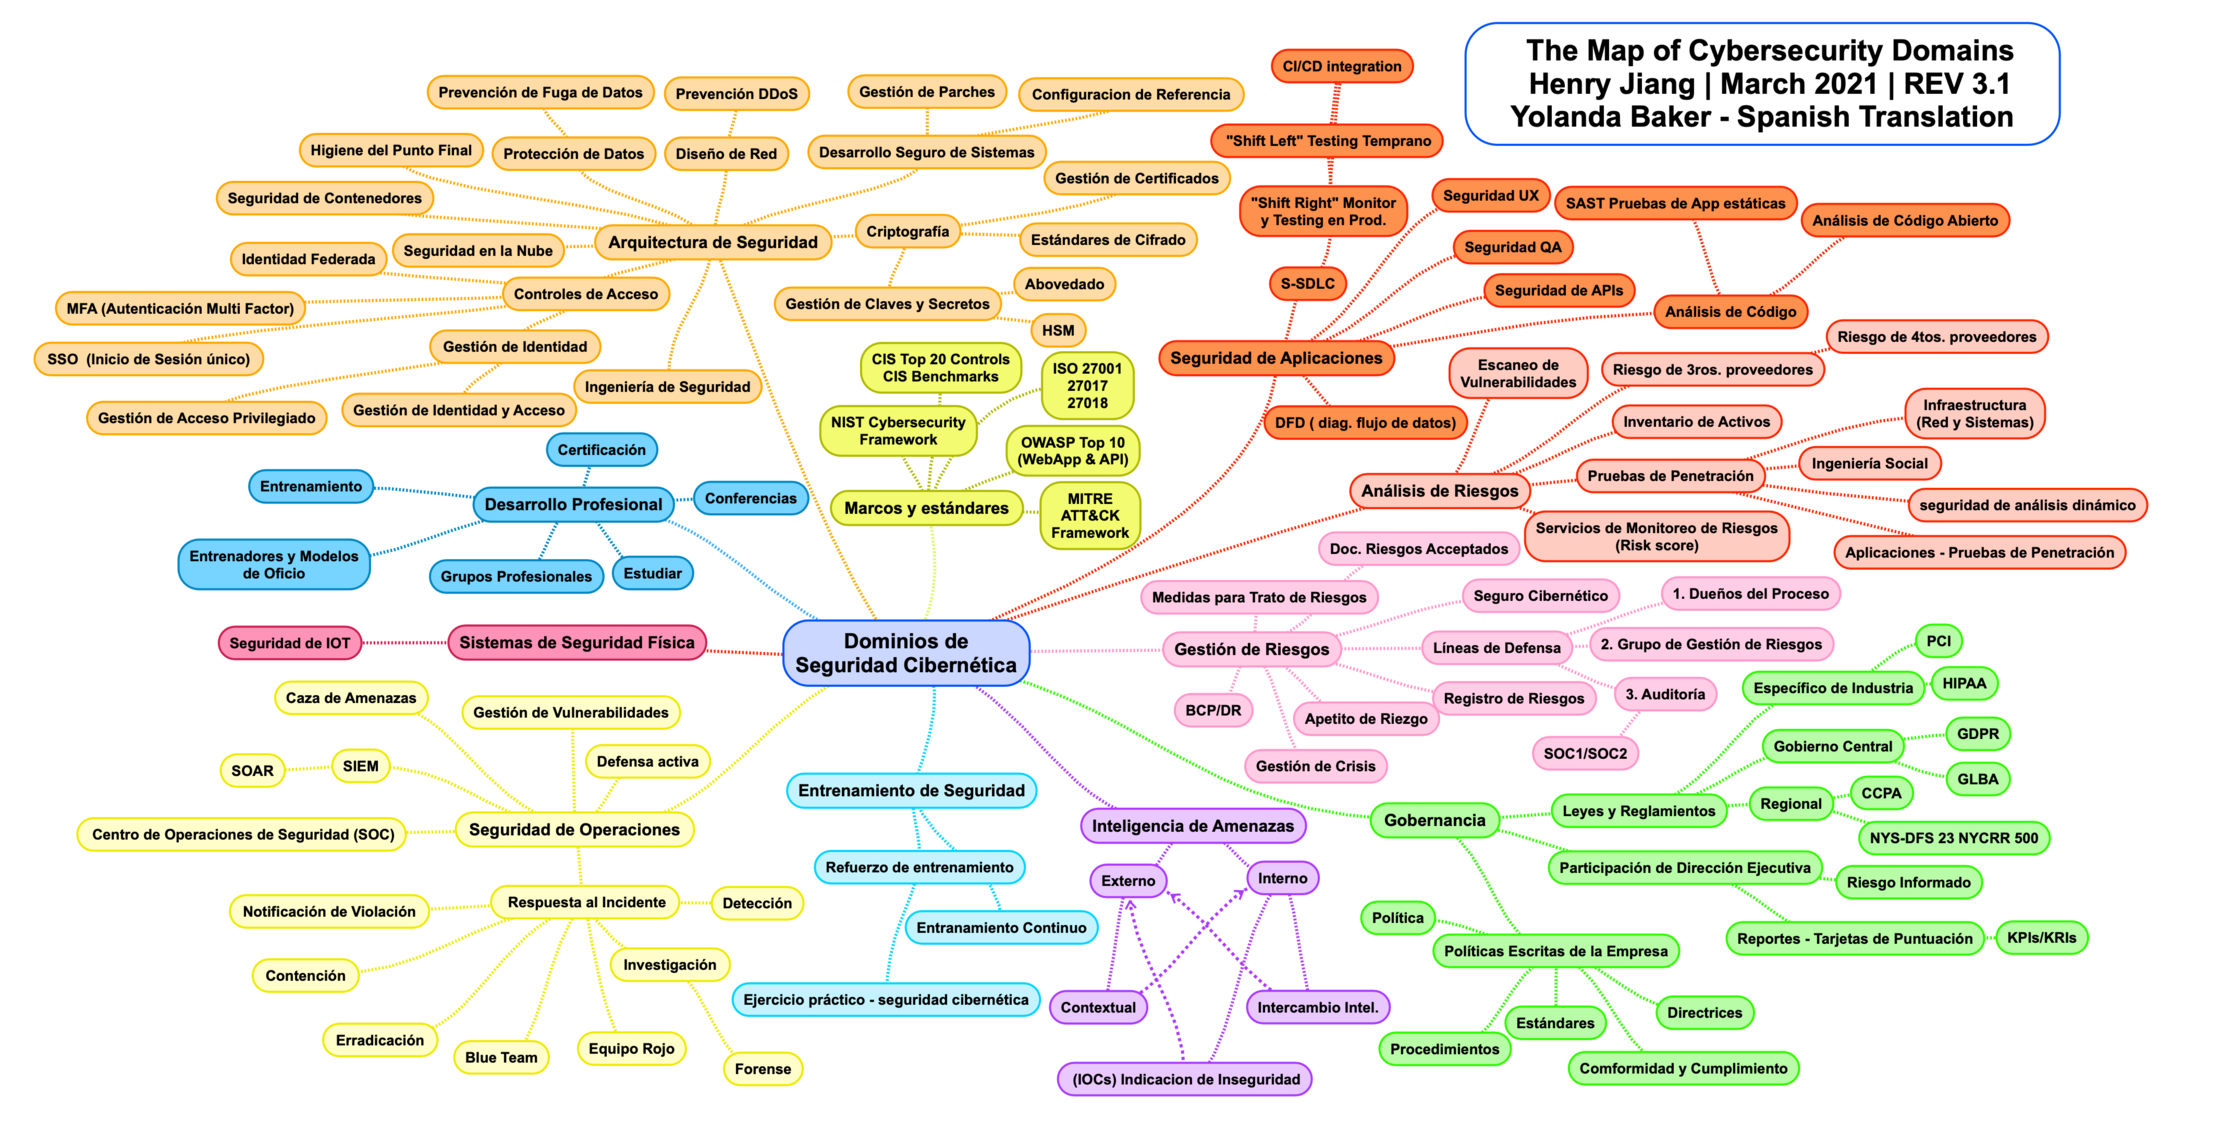 The Map of Cybersecurity Domains
Henry Jiang | March 2021 | REV 3.1
Yolanda Baker - Spanish Translation
Dominios de
Seguridad Cibernética
Arquitectura de Seguridad
Prevención de Fuga de Datos
Protección de Datos
Prevención DDoS
Diseño de Red
Gestión de Parches
Configuracion de Referencia
Desarrollo Seguro de Sistemas
Higiene del Punto Final
Seguridad de Contenedores
Seguridad en la Nube
Identidad Federada
Controles de Acceso
MFA (Autenticación Multi Factor)
SSO (Inicio de Sesión único)
Gestión de Identidad
Gestión de Acceso Privilegiado
Gestión de Identidad y Acceso
Ingeniería de Seguridad
Criptografía
Gestión de Certificados
Estándares de Cifrado
Gestión de Claves y Secretos
Abovedado
HSM
Marcos y estándares
CIS Top 20 Controls
CIS Benchmarks
ISO 27001
27017
27018
NIST Cybersecurity
Framework
OWASP Top 10
(WebApp & API)
MITRE
ATT&CK
Framework
Seguridad de Aplicaciones
CI/CD integration
"Shift Left" Testing Temprano
"Shift Right" Monitor
y Testing en Prod.
S-SDLC
Seguridad UX
Seguridad QA
Seguridad de APIs
SAST Pruebas de App estáticas
Análisis de Código Abierto
Análisis de Código
DFD ( diag. flujo de datos)
Análisis de Riesgos
Escaneo de
Vulnerabilidades
Riesgo de 3ros. proveedores
Riesgo de 4tos. proveedores
Inventario de Activos
Pruebas de Penetración
Infraestructura
(Red y Sistemas)
Ingeniería Social
seguridad de análisis dinámico
Aplicaciones - Pruebas de Penetración
Servicios de Monitoreo de Riesgos
(Risk score)
Gestión de Riesgos
Doc. Riesgos Acceptados
Medidas para Trato de Riesgos
Seguro Cibernético
Líneas de Defensa
1. Dueños del Proceso
2. Grupo de Gestión de Riesgos
3. Auditoría
SOC1/SOC2
Registro de Riesgos
Apetito de Riezgo
Gestión de Crisis
BCP/DR
Gobernancia
Leyes y Reglamientos
Específico de Industria
PCI
HIPAA
Gobierno Central
GDPR
GLBA
Regional
CCPA
NYS-DFS 23 NYCRR 500
Participación de Dirección Ejecutiva
Riesgo Informado
Reportes - Tarjetas de Puntuación
KPIs/KRIs
Políticas Escritas de la Empresa
Política
Procedimientos
Estándares
Directrices
Comformidad y Cumplimiento
Inteligencia de Amenazas
Externo
Interno
Contextual
Intercambio Intel.
(IOCs) Indicacion de Inseguridad
Entrenamiento de Seguridad
Refuerzo de entrenamiento
Entranamiento Continuo
Ejercicio práctico - seguridad cibernética
Seguridad de Operaciones
Caza de Amenazas
Gestión de Vulnerabilidades
Defensa activa
SIEM
SOAR
Centro de Operaciones de Seguridad (SOC)
Respuesta al Incidente
Detección
Notificación de Violación
Contención
Erradicación
Blue Team
Equipo Rojo
Investigación
Forense
Sistemas de Seguridad Física
Seguridad de IOT
Desarrollo Profesional
Certificación
Entrenamiento
Conferencias
Entrenadores y Modelos
de Oficio
Grupos Profesionales
Estudiar